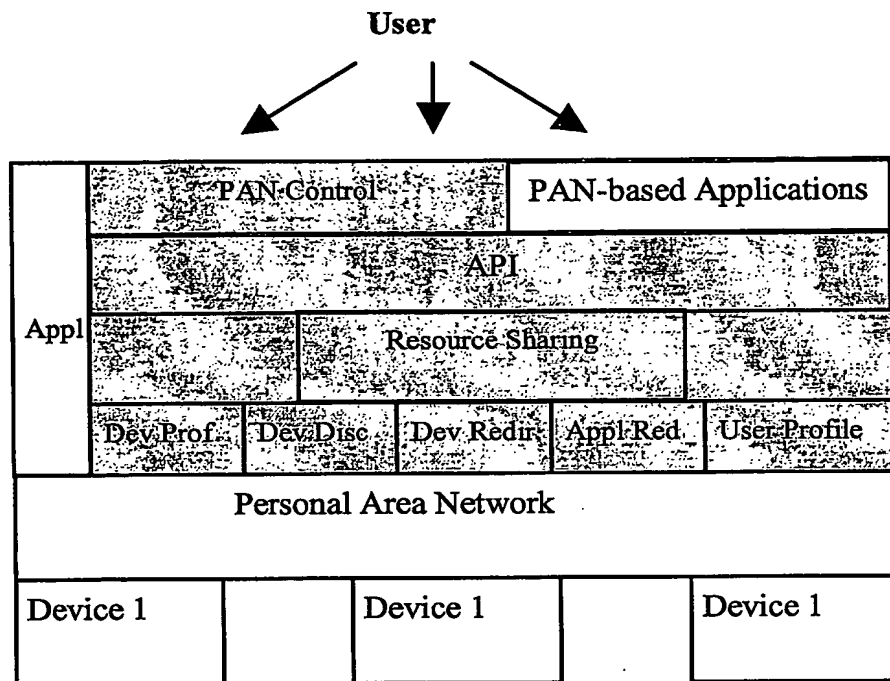 User
PAN Control
PAN-based Applications
API
Appl
Resource Sharing
Dev Prof.
Dev Disc
Dev Redir
Appl Red
User Profile
Personal Area Network
Device 1
Device 1
Device 1